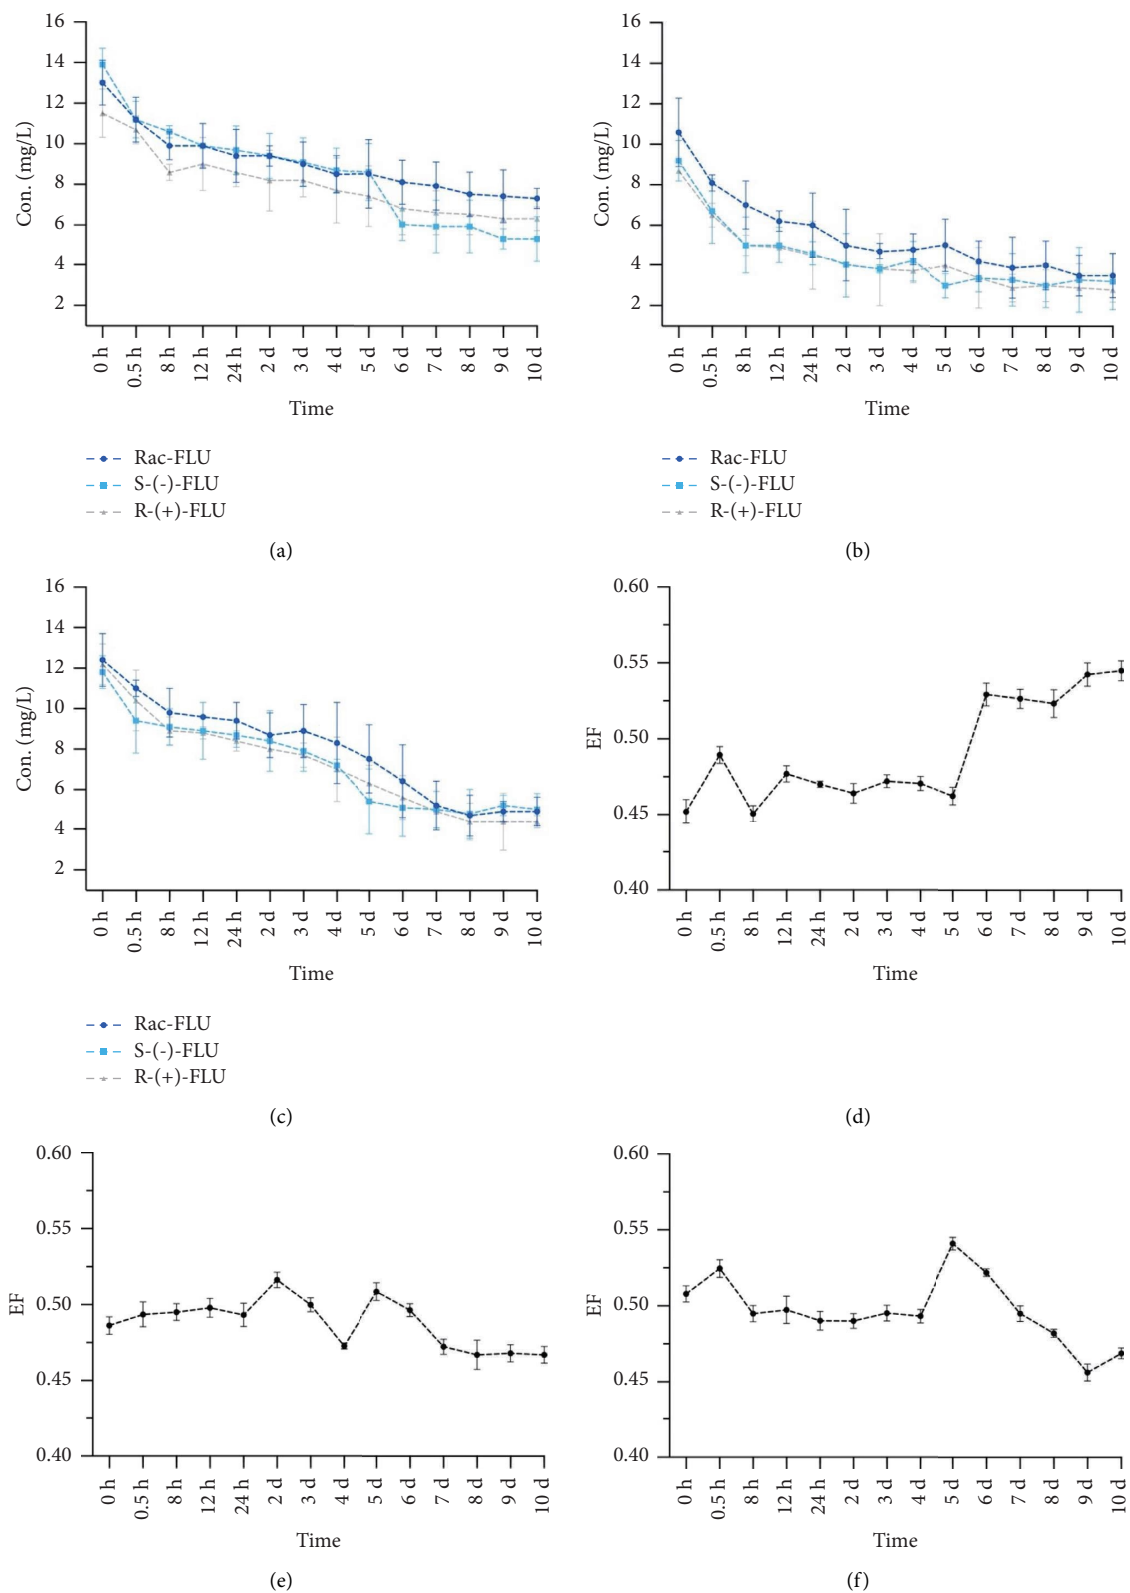 16
14
12
10
8
6
4
2
Con. (mg/L)
0 h
0.5 h
8 h
12 h
24 h
2 d
3 d
4 d
5 d
6 d
7 d
8 d
9 d
10 d
Time
Rac-FLU
S-(-)-FLU
R-(+)-FLU
(a)
16
14
12
10
8
6
4
2
Con. (mg/L)
0 h
0.5 h
8 h
12 h
24 h
2 d
3 d
4 d
5 d
6 d
7 d
8 d
9 d
10 d
Time
Rac-FLU
S-(-)-FLU
R-(+)-FLU
(b)
16
14
12
10
8
6
4
2
Con. (mg/L)
0 h
0.5 h
8 h
12 h
24 h
2 d
3 d
4 d
5 d
6 d
7 d
8 d
9 d
10 d
Time
Rac-FLU
S-(-)-FLU
R-(+)-FLU
(c)
0.60
0.55
0.50
0.45
0.40
EF
0 h
0.5 h
8 h
12 h
24 h
2 d
3 d
4 d
5 d
6 d
7 d
8 d
9 d
10 d
Time
(d)
0.60
0.55
0.50
0.45
0.40
EF
0 h
0.5 h
8 h
12 h
24 h
2 d
3 d
4 d
5 d
6 d
7 d
8 d
9 d
10 d
Time
(e)
0.60
0.55
0.50
0.45
0.40
EF
0 h
0.5 h
8 h
12 h
24 h
2 d
3 d
4 d
5 d
6 d
7 d
8 d
9 d
10 d
Time
(f)